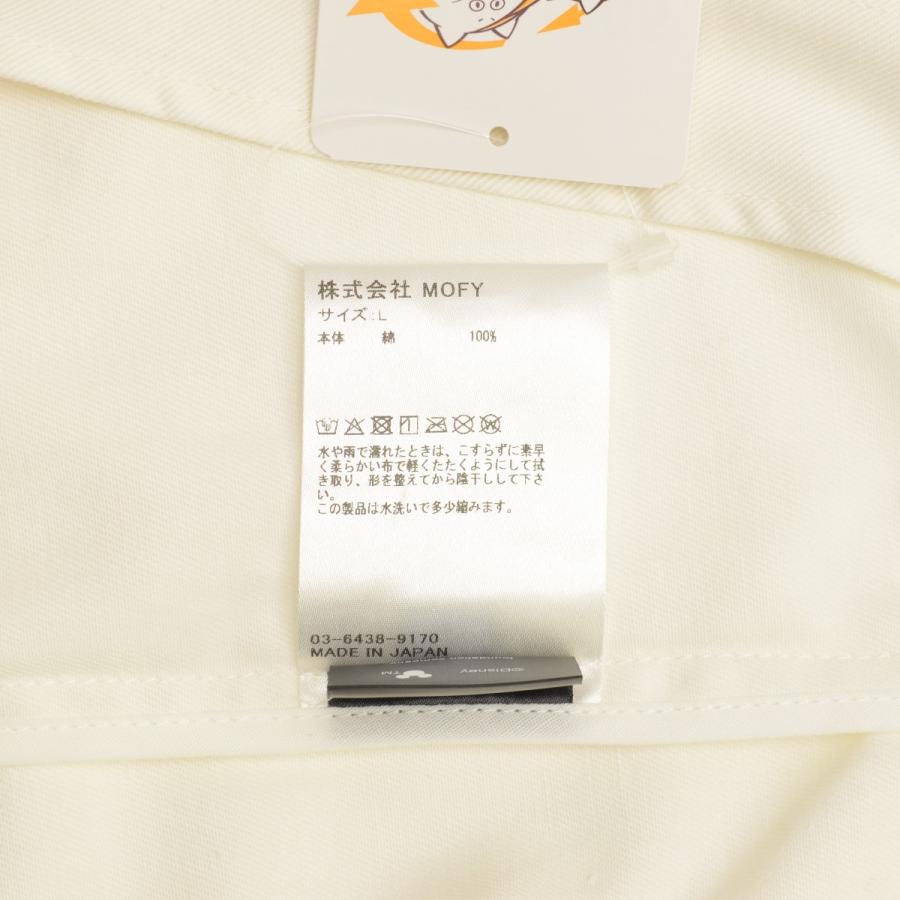 株式会社 MOFY
サイズ:L
本体 綿 100%
水や雨で濡れたときは、こすらずに素早
く柔らかい布で軽くたたくようにして拭
き取り、形を整えてから陰干しして下さ
い。
この製品は水洗いで多少縮みます。
03-6438-9170
MADE IN JAPAN
©Disney
TM